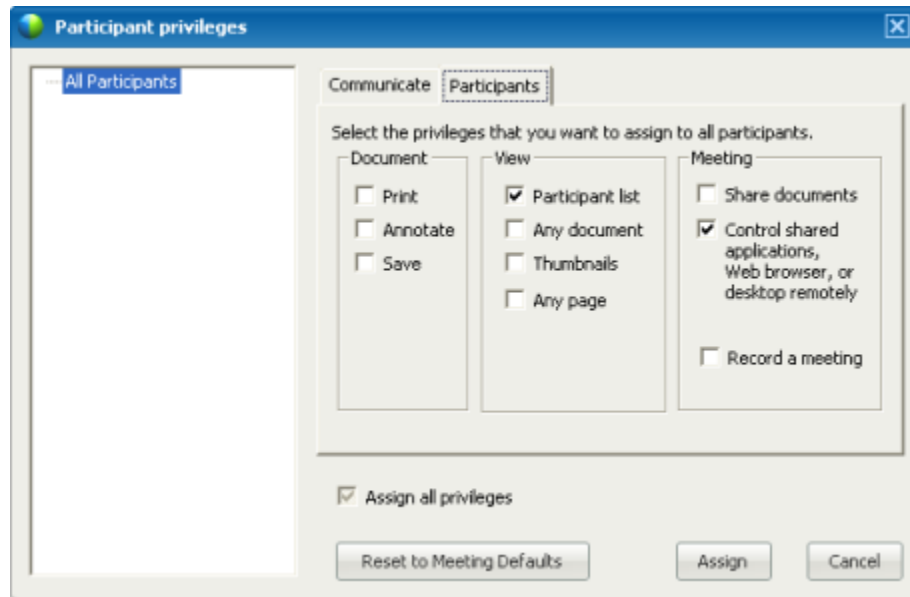 Participant privileges
All Participants
Communicate
Participants
Select the privileges that you want to assign to all participants.
Document
Print
Annotate
Save
View
Participant list
Any document
Thumbnails
Any page
Meeting
Share documents
Control shared
applications,
Web browser, or
desktop remotely
Record a meeting
Assign all privileges
Reset to Meeting Defaults
Assign
Cancel